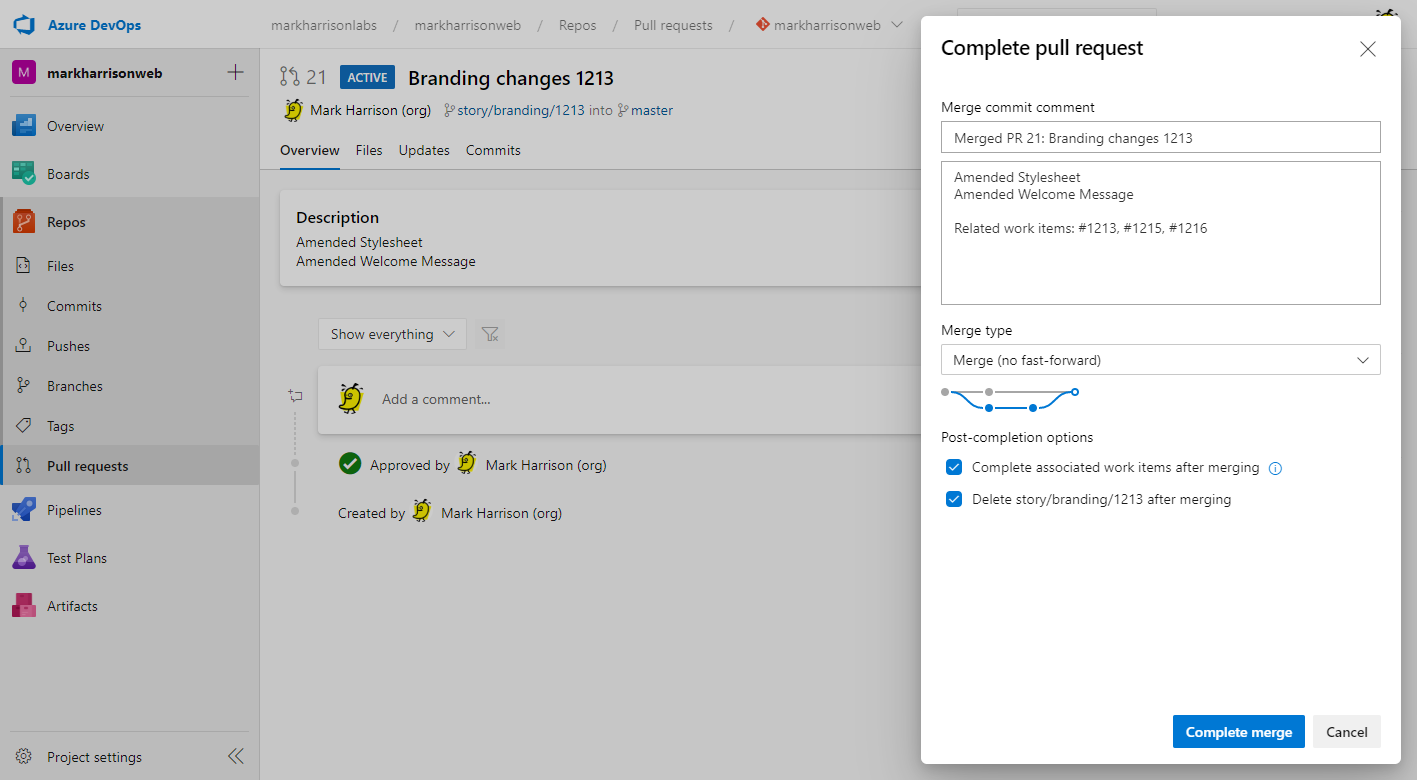 Azure DevOps
markharrisonlabs / markharrisonweb / Repos / Pull requests / markharrisonweb
M markharrisonweb
Overview
Boards
Repos
Files
Commits
Pushes
Branches
Tags
Pull requests
Pipelines
Test Plans
Artifacts
Project settings
21 ACTIVE Branding changes 1213
Mark Harrison (org) story/branding/1213 into master
Overview Files Updates Commits
Description
Amended Stylesheet
Amended Welcome Message
Show everything
Add a comment...
Approved by Mark Harrison (org)
Created by Mark Harrison (org)
Complete pull request
Merge commit comment
Merged PR 21: Branding changes 1213
Amended Stylesheet
Amended Welcome Message
Related work items: #1213, #1215, #1216
Merge type
Merge (no fast-forward)
Post-completion options
Complete associated work items after merging
Delete story/branding/1213 after merging
Complete merge Cancel